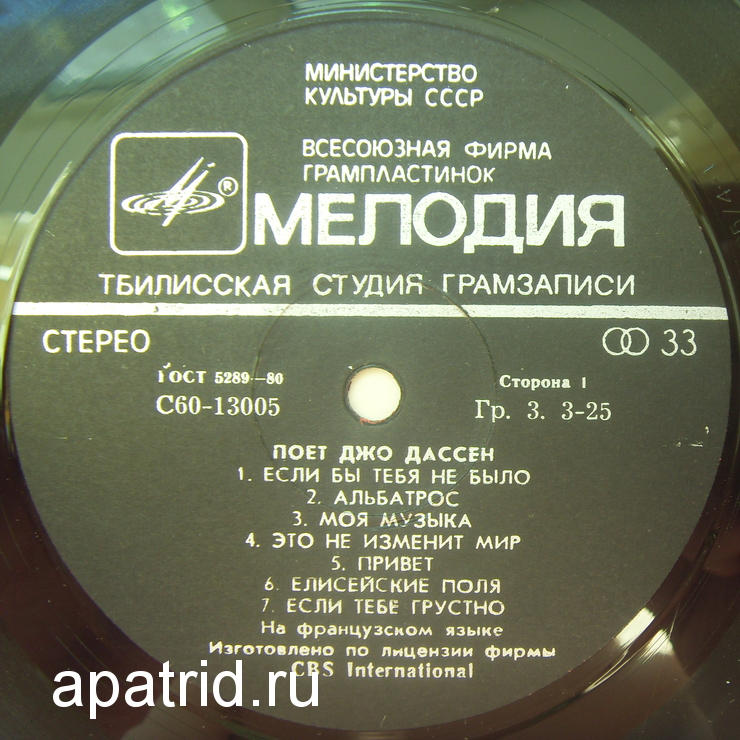 МИНИСТЕРСТВО
КУЛЬТУРЫ СССР
ВСЕСОЮЗНАЯ ФИРМА
ГРАМПЛАСТИНОК
®
МЕЛОДИЯ
ТБИЛИССКАЯ СТУДИЯ ГРАМЗАПИСИ
СТЕРЕО
33
ГОСТ 5289-80
Сторона 1
С60-13005
Гр. 3. 3-25
ПОЕТ ДЖО ДАССЕН
1. ЕСЛИ БЫ ТЕБЯ НЕ БЫЛО
2. АЛЬБАТРОС
3. МОЯ МУЗЫКА
4. ЭТО НЕ ИЗМЕНИТ МИР
5. ПРИВЕТ
6. ЕЛИСЕЙСКИЕ ПОЛЯ
7. ЕСЛИ ТЕБЕ ГРУСТНО
На французском языке
Изготовлено по лицензии фирмы
CBS International
apatrid.ru